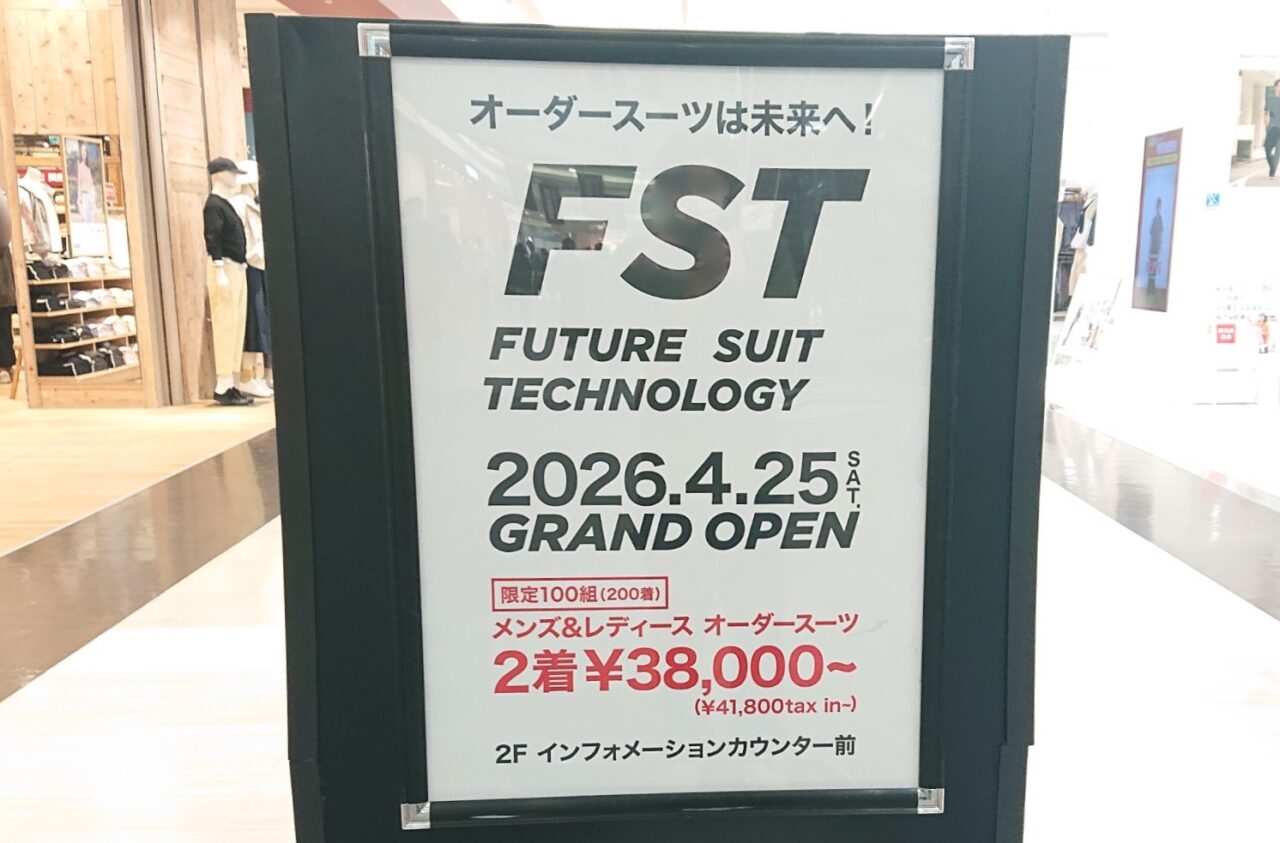 オーダースーツは未来へ!
FST
FUTURE SUIT
TECHNOLOGY
2026.4.25 SAT.
GRAND OPEN
限定100組(200着)
メンズ&レディース オーダースーツ
2着¥38,000~
(¥41,800tax in~)
2F インフォメーションカウンター前